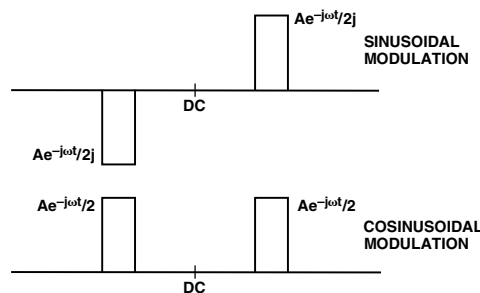 Ae–jωt/2j
SINUSOIDAL
MODULATION
DC
Ae–jωt/2j
Ae–jωt/2
Ae–jωt/2
COSINUSOIDAL
MODULATION
DC